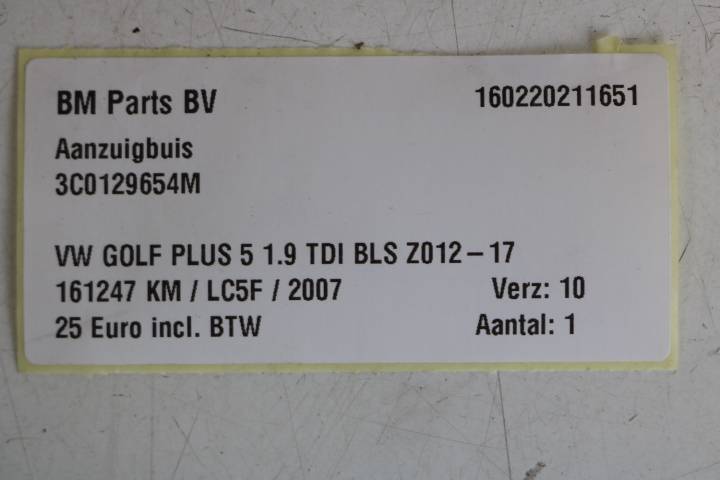 BM Parts BV 160220211651
Aanzuigbuis
3C0129654M
VW GOLF PLUS 5 1.9 TDI BLS Z012-17
161247 KM / LC5F / 2007 Verz: 10
25 Euro incl. BTW Aantal: 1